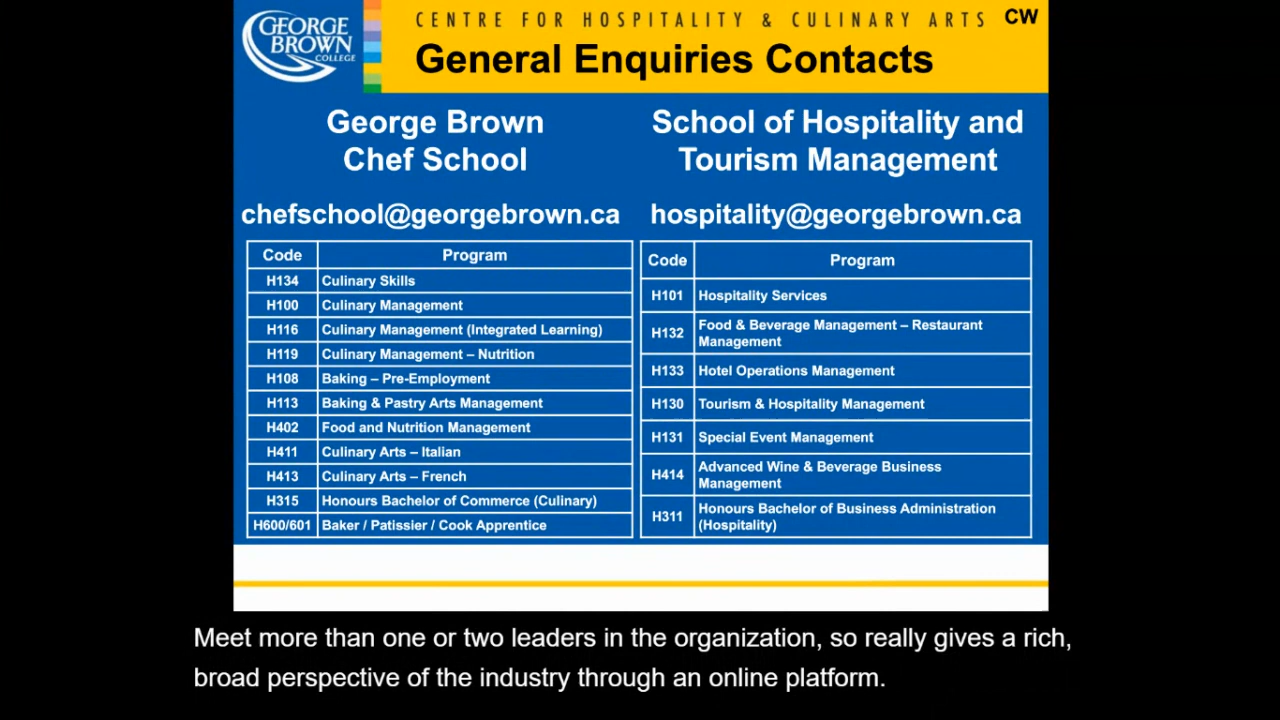 GEORGE
BROWN
COLLEGE
CENTRE FOR HOSPITALITY & CULINARY ARTS
CW
General Enquiries Contacts
George Brown
Chef School
chefschool@georgebrown.ca
Code Program
H134 Culinary Skills
H100 Culinary Management
H116 Culinary Management (Integrated Learning)
H119 Culinary Management – Nutrition
H108 Baking – Pre-Employment
H113 Baking & Pastry Arts Management
H402 Food and Nutrition Management
H411 Culinary Arts – Italian
H413 Culinary Arts – French
H315 Honours Bachelor of Commerce (Culinary)
H600/601 Baker / Patissier / Cook Apprentice
School of Hospitality and
Tourism Management
hospitality@georgebrown.ca
Code Program
H101 Hospitality Services
H132 Food & Beverage Management – Restaurant
Management
H133 Hotel Operations Management
H130 Tourism & Hospitality Management
H131 Special Event Management
H414 Advanced Wine & Beverage Business
Management
H311 Honours Bachelor of Business Administration
(Hospitality)
Meet more than one or two leaders in the organization, so really gives a rich,
broad perspective of the industry through an online platform.